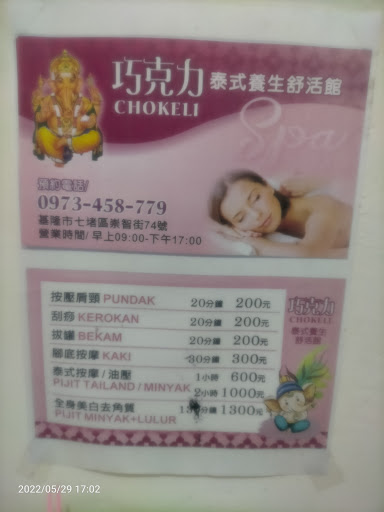 巧克力 泰式養生舒活館
CHOKELI
Spa
預約電話/
0973-458-779
基隆市七堵區崇智街74號
營業時間/ 早上09:00-下午17:00
按壓肩頸 PUNDAK 20分鐘 200元
刮痧 KEROKAN 20分鐘 200元
拔罐 BEKAM 20分鐘 200元
腳底按摩 KAKI 30分鐘 300元
泰式按摩 / 油壓 1小時 600元
PIJIT TAILAND / MINYAK 2小時 1000元
全身美白去角質 1300元
PIJIT MINYAK+LULUR
巧克力
CHOKELI
泰式養生
舒活館
2022/05/29 17:02